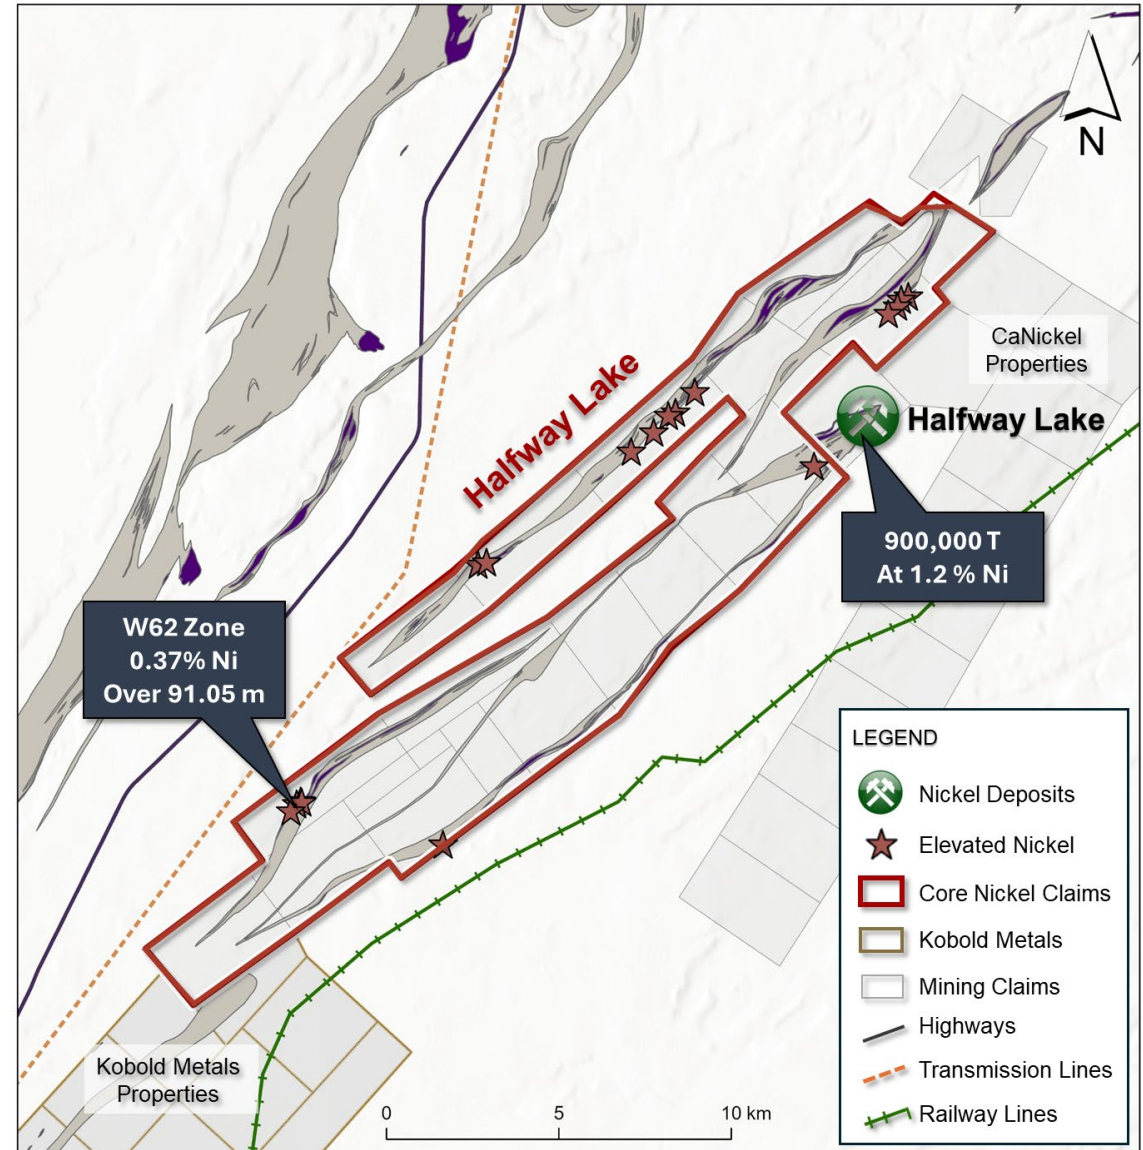 N
CaNickel
Properties
Halfway Lake
Halfway Lake
900,000 T
At 1.2 % Ni
W62 Zone
0.37% Ni
Over 91.05 m
LEGEND
Nickel Deposits
Elevated Nickel
Core Nickel Claims
Kobold Metals
Mining Claims
Highways
Transmission Lines
Railway Lines
Kobold Metals
Properties
0 5 10 km